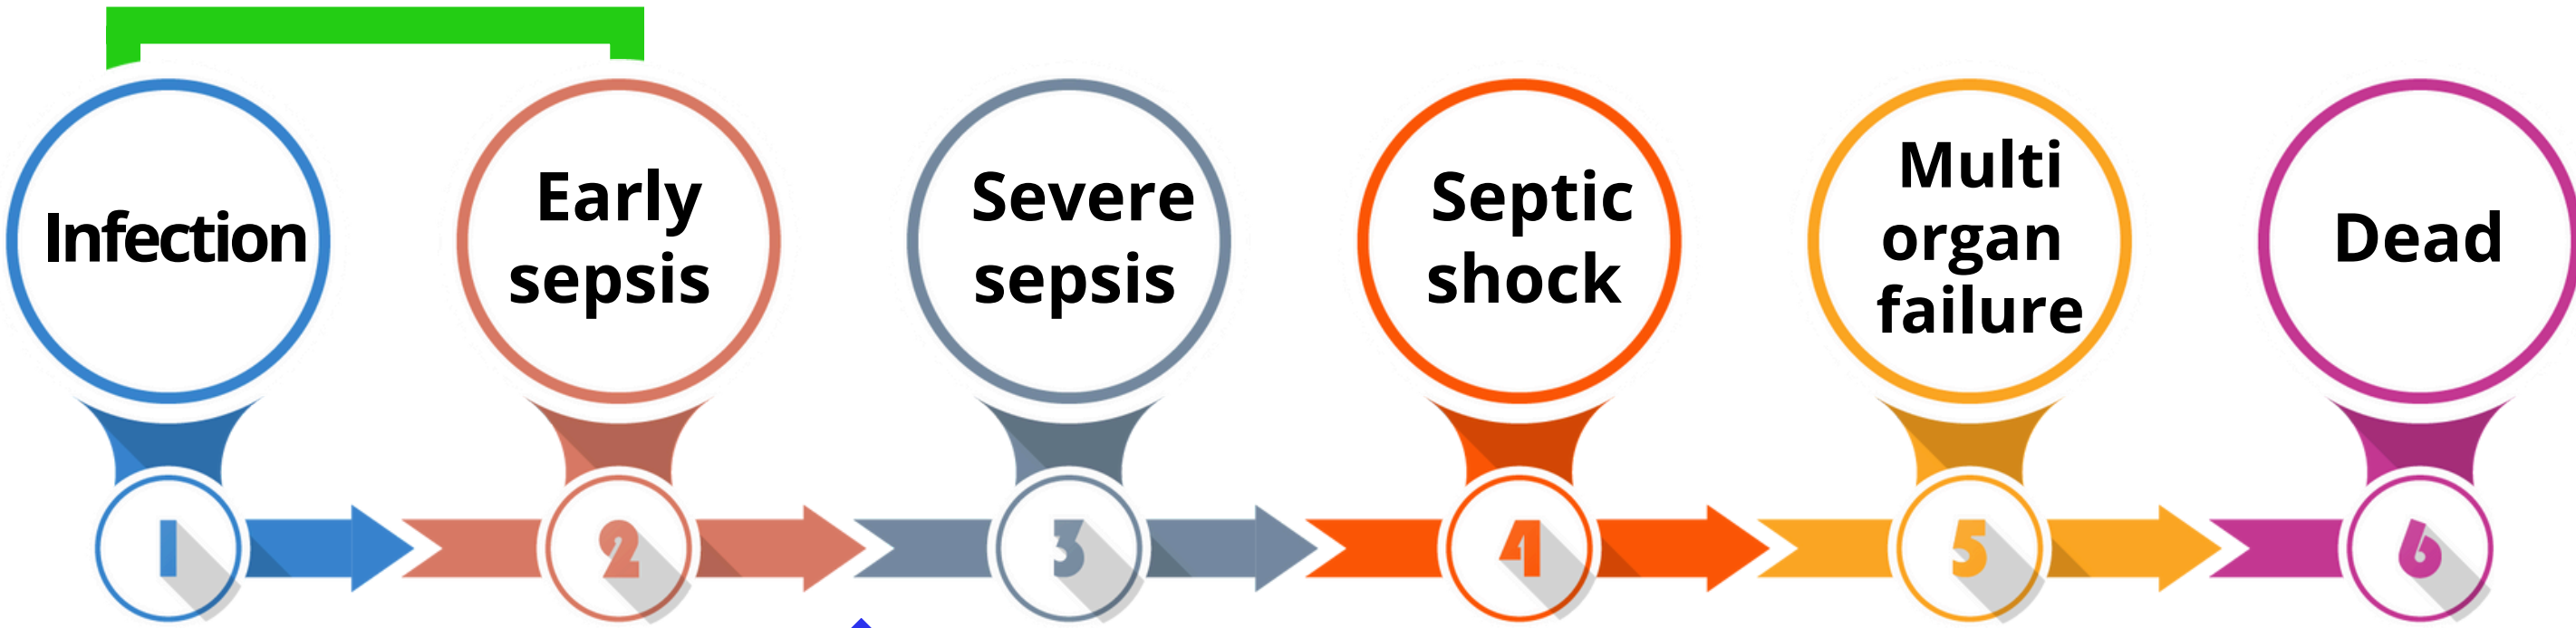 Infection
Early
sepsis
Severe
sepsis
Septic
shock
Multi
organ
failure
Dead
1
2
3
4
5
6